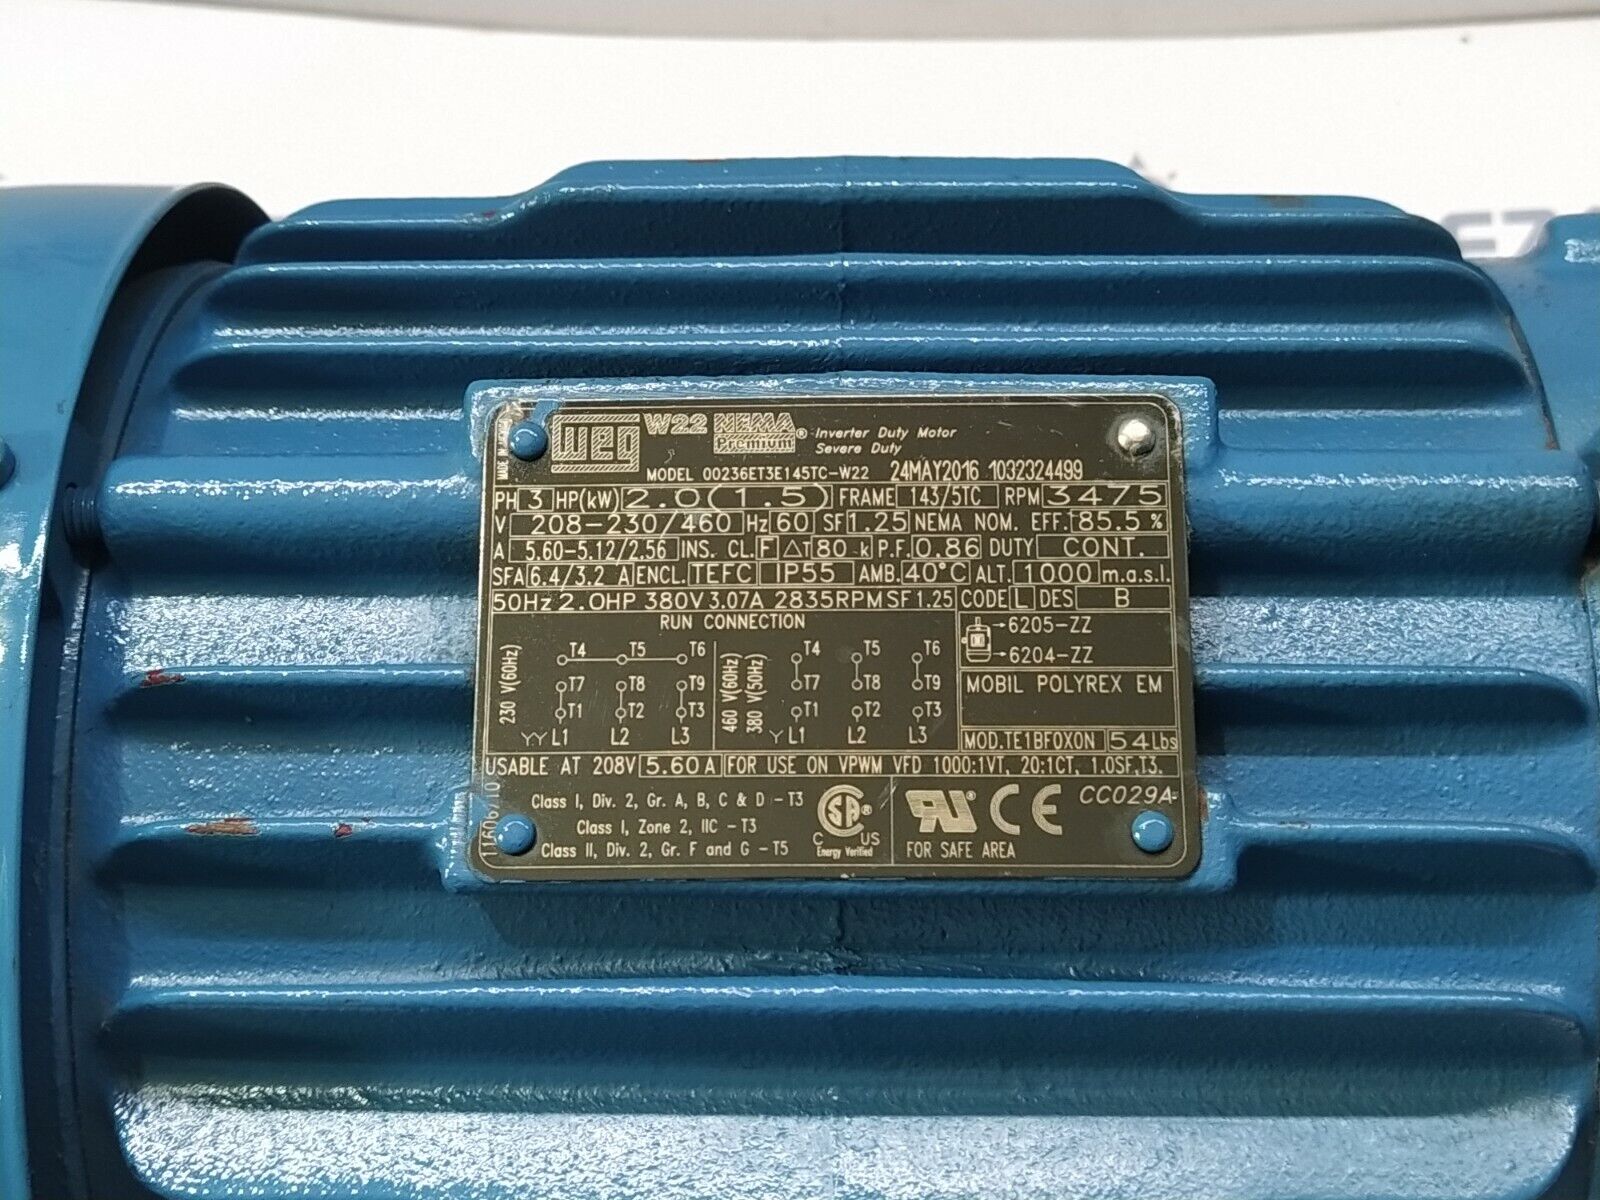 weg W22 NEMA Premium® Inverter Duty Motor
Severe Duty
MADE IN
MODEL 00236ET3E145TC-W22 24MAY2016 1032324499
PH 3 HP(kW) 2.0(1.5) FRAME 143/5TC RPM 3475
V 208-230/460 Hz 60 SF 1.25 NEMA NOM. EFF. 85.5 %
A 5.60-5.12/2.56 INS. CL. F ΔT 80 k P.F. 0.86 DUTY CONT.
SFA 6.4/3.2 A ENCL. TEFC IP55 AMB. 40°C ALT. 1000 m.a.s.l.
50Hz 2.0HP 380V 3.07A 2835RPM SF 1.25 CODE L DES B
RUN CONNECTION
230 V(60Hz)
T4 T5 T6
T7 T8 T9
T1 T2 T3
YY L1 L2 L3
460 V(60Hz)
380 V(50Hz)
T4 T5 T6
T7 T8 T9
T1 T2 T3
Y L1 L2 L3
→6205-ZZ
→6204-ZZ
MOBIL POLYREX EM
MOD.TE1BF0X0N 54Lbs
USABLE AT 208V 5.60 A FOR USE ON VPWM VFD 1000:1VT, 20:1CT, 1.0SF,T3.
Class I, Div. 2, Gr. A, B, C & D - T3
Class I, Zone 2, IIC - T3
Class II, Div. 2, Gr. F and G - T5
SA®
C US
Energy Verified
RU CE CC029A
FOR SAFE AREA